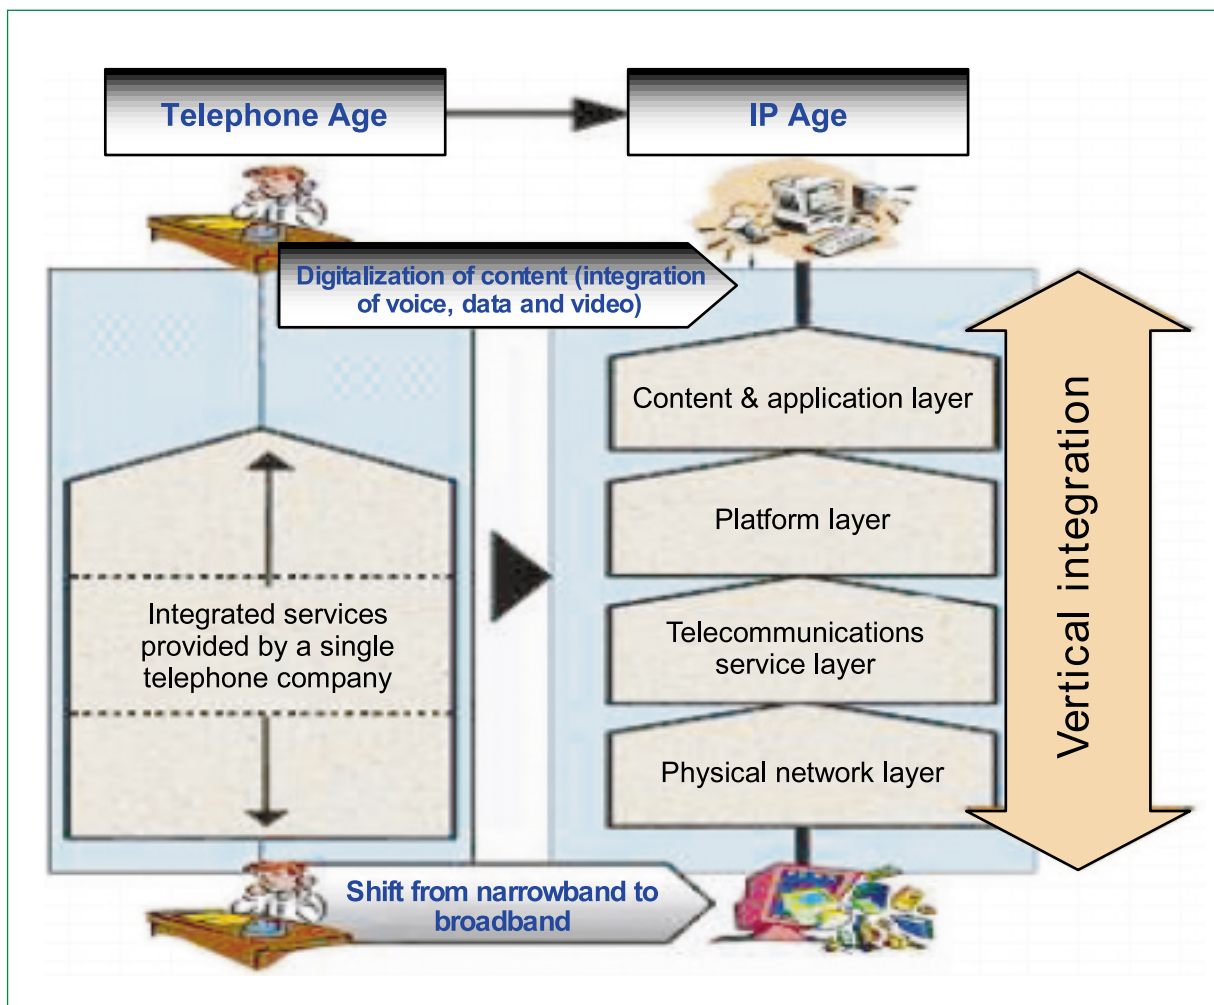 Telephone Age
IP Age
Digitalization of content (integration
of voice, data and video)
Content & application layer
Platform layer
Integrated services
provided by a single
telephone company
Telecommunications
service layer
Physical network layer
Vertical integration
Shift from narrowband to
broadband